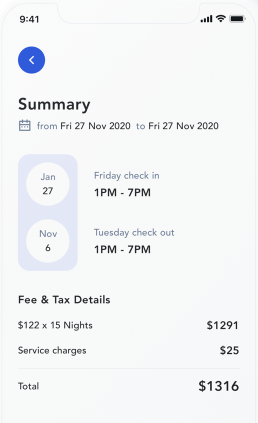 9:41
Summary
from Fri 27 Nov 2020 to Fri 27 Nov 2020
Jan
27
Friday check in
1PM - 7PM
Nov
6
Tuesday check out
1PM - 7PM
Fee & Tax Details
$122 x 15 Nights $1291
Service charges $25
Total $1316